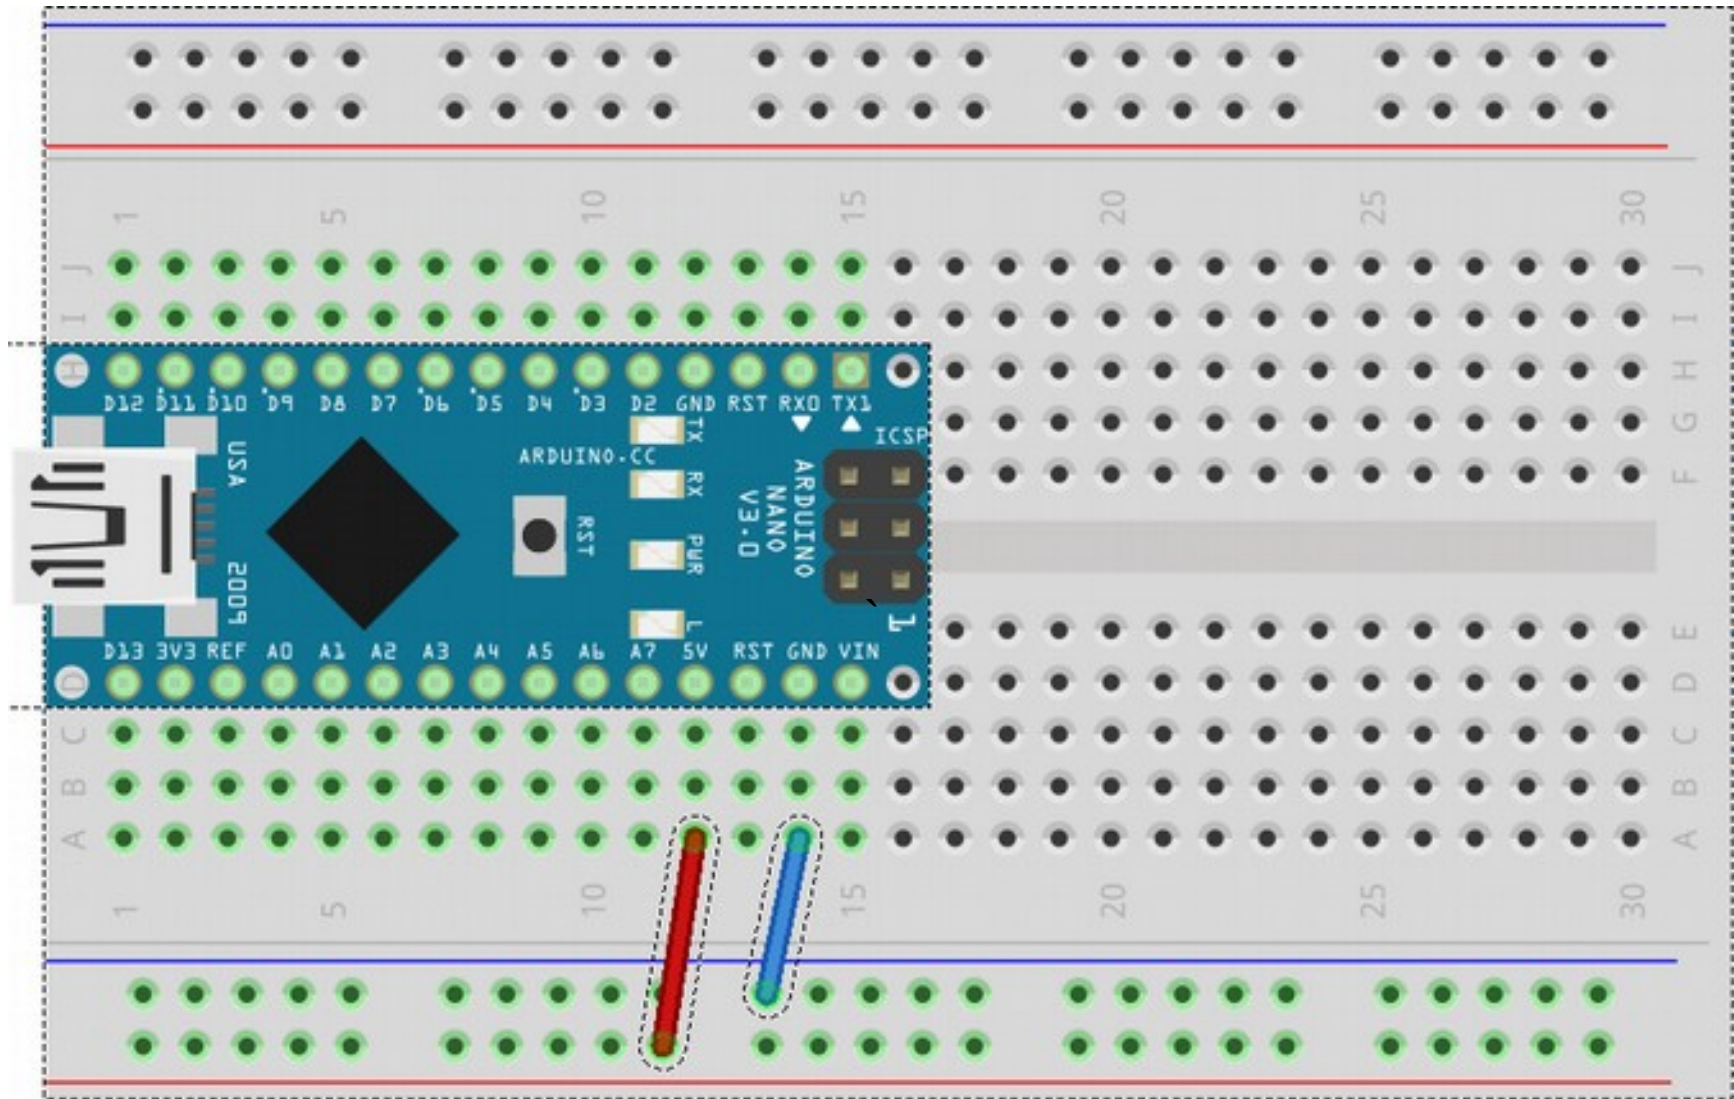 1 5 10 15 20 25 30
J J
I I
H H
D12 D11 D10 D9 D8 D7 D6 D5 D4 D3 D2 GND RST RX0 TX1
TX
ICSP
G
USA
ARDUINO.CC
RX
F
ARDUINO
NANO
V3.0
RST
PWR
2009
L
1
E
D13 3V3 REF A0 A1 A2 A3 A4 A5 A6 A7 5V RST GND VIN
D D
C C
B B
A A
1 5 10 15 20 25 30